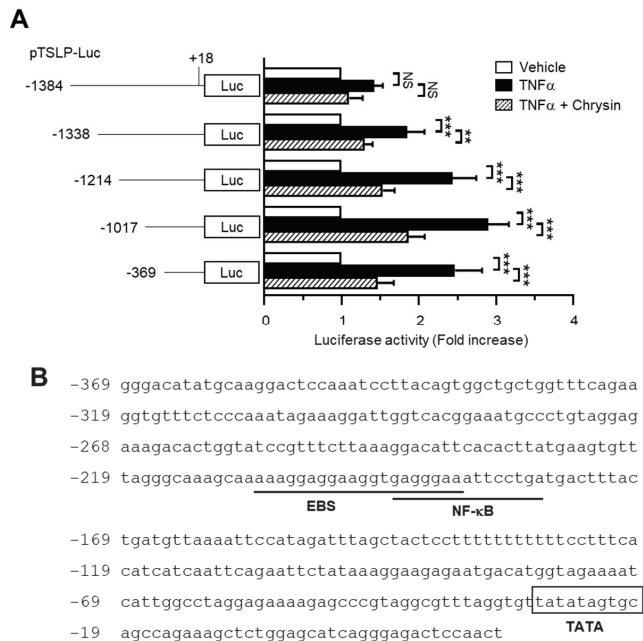 A
pTSLP-Luc
+18
-1384 Luc NS NS
-1338 Luc *** **
-1214 Luc *** ***
-1017 Luc *** ***
-369 Luc *** ***
Vehicle
TNFα
TNFα + Chrysin
0 1 2 3 4
Luciferase activity (Fold increase)
B
-369 gggacatatgcaaggactccaaatccttacagtggctgctggtttcagaa
-319 ggtgtttctcccaaatagaaaggattggtcacggaaatgccctgtaggag
-268 aaagacactggtatccgtttcttaaaggacattcacacttatgaagtgtt
-219 tagggcaaagcaaaaaggaggaaggtgagggaaattcctgatgactttac
EBS NF-κB
-169 tgatgttaaaattccatagatttagctactcctttttttttttccttttca
-119 catcatcaattcagaattctataaaggaagagaatgacatggtagaaaat
-69 cattggcctaggagaaaagagcccgtaggcgtttaggtgttatatagtgc
TATA
-19 agccagaaagctctggagcatcagggagactccaact